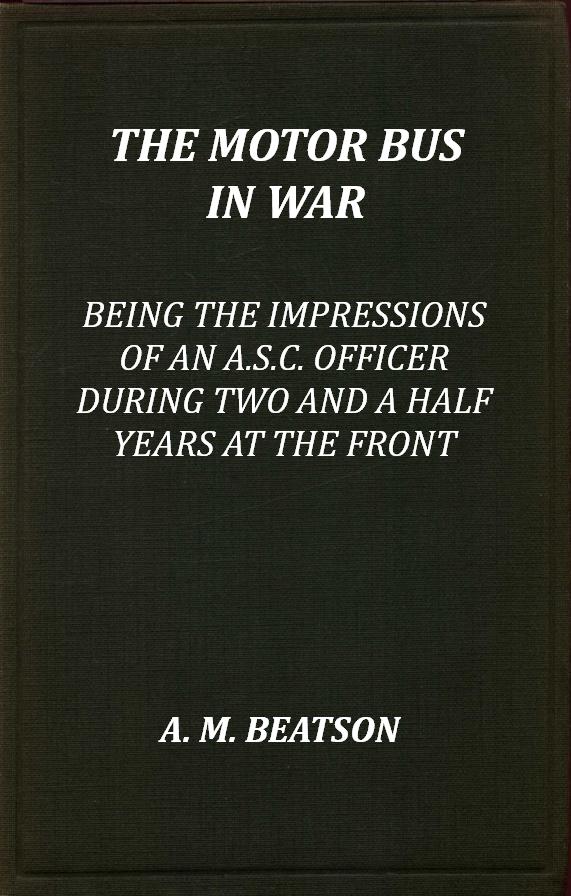 THE MOTOR BUS
IN WAR
BEING THE IMPRESSIONS
OF AN A.S.C. OFFICER
DURING TWO AND A HALF
YEARS AT THE FRONT
A. M. BEATSON